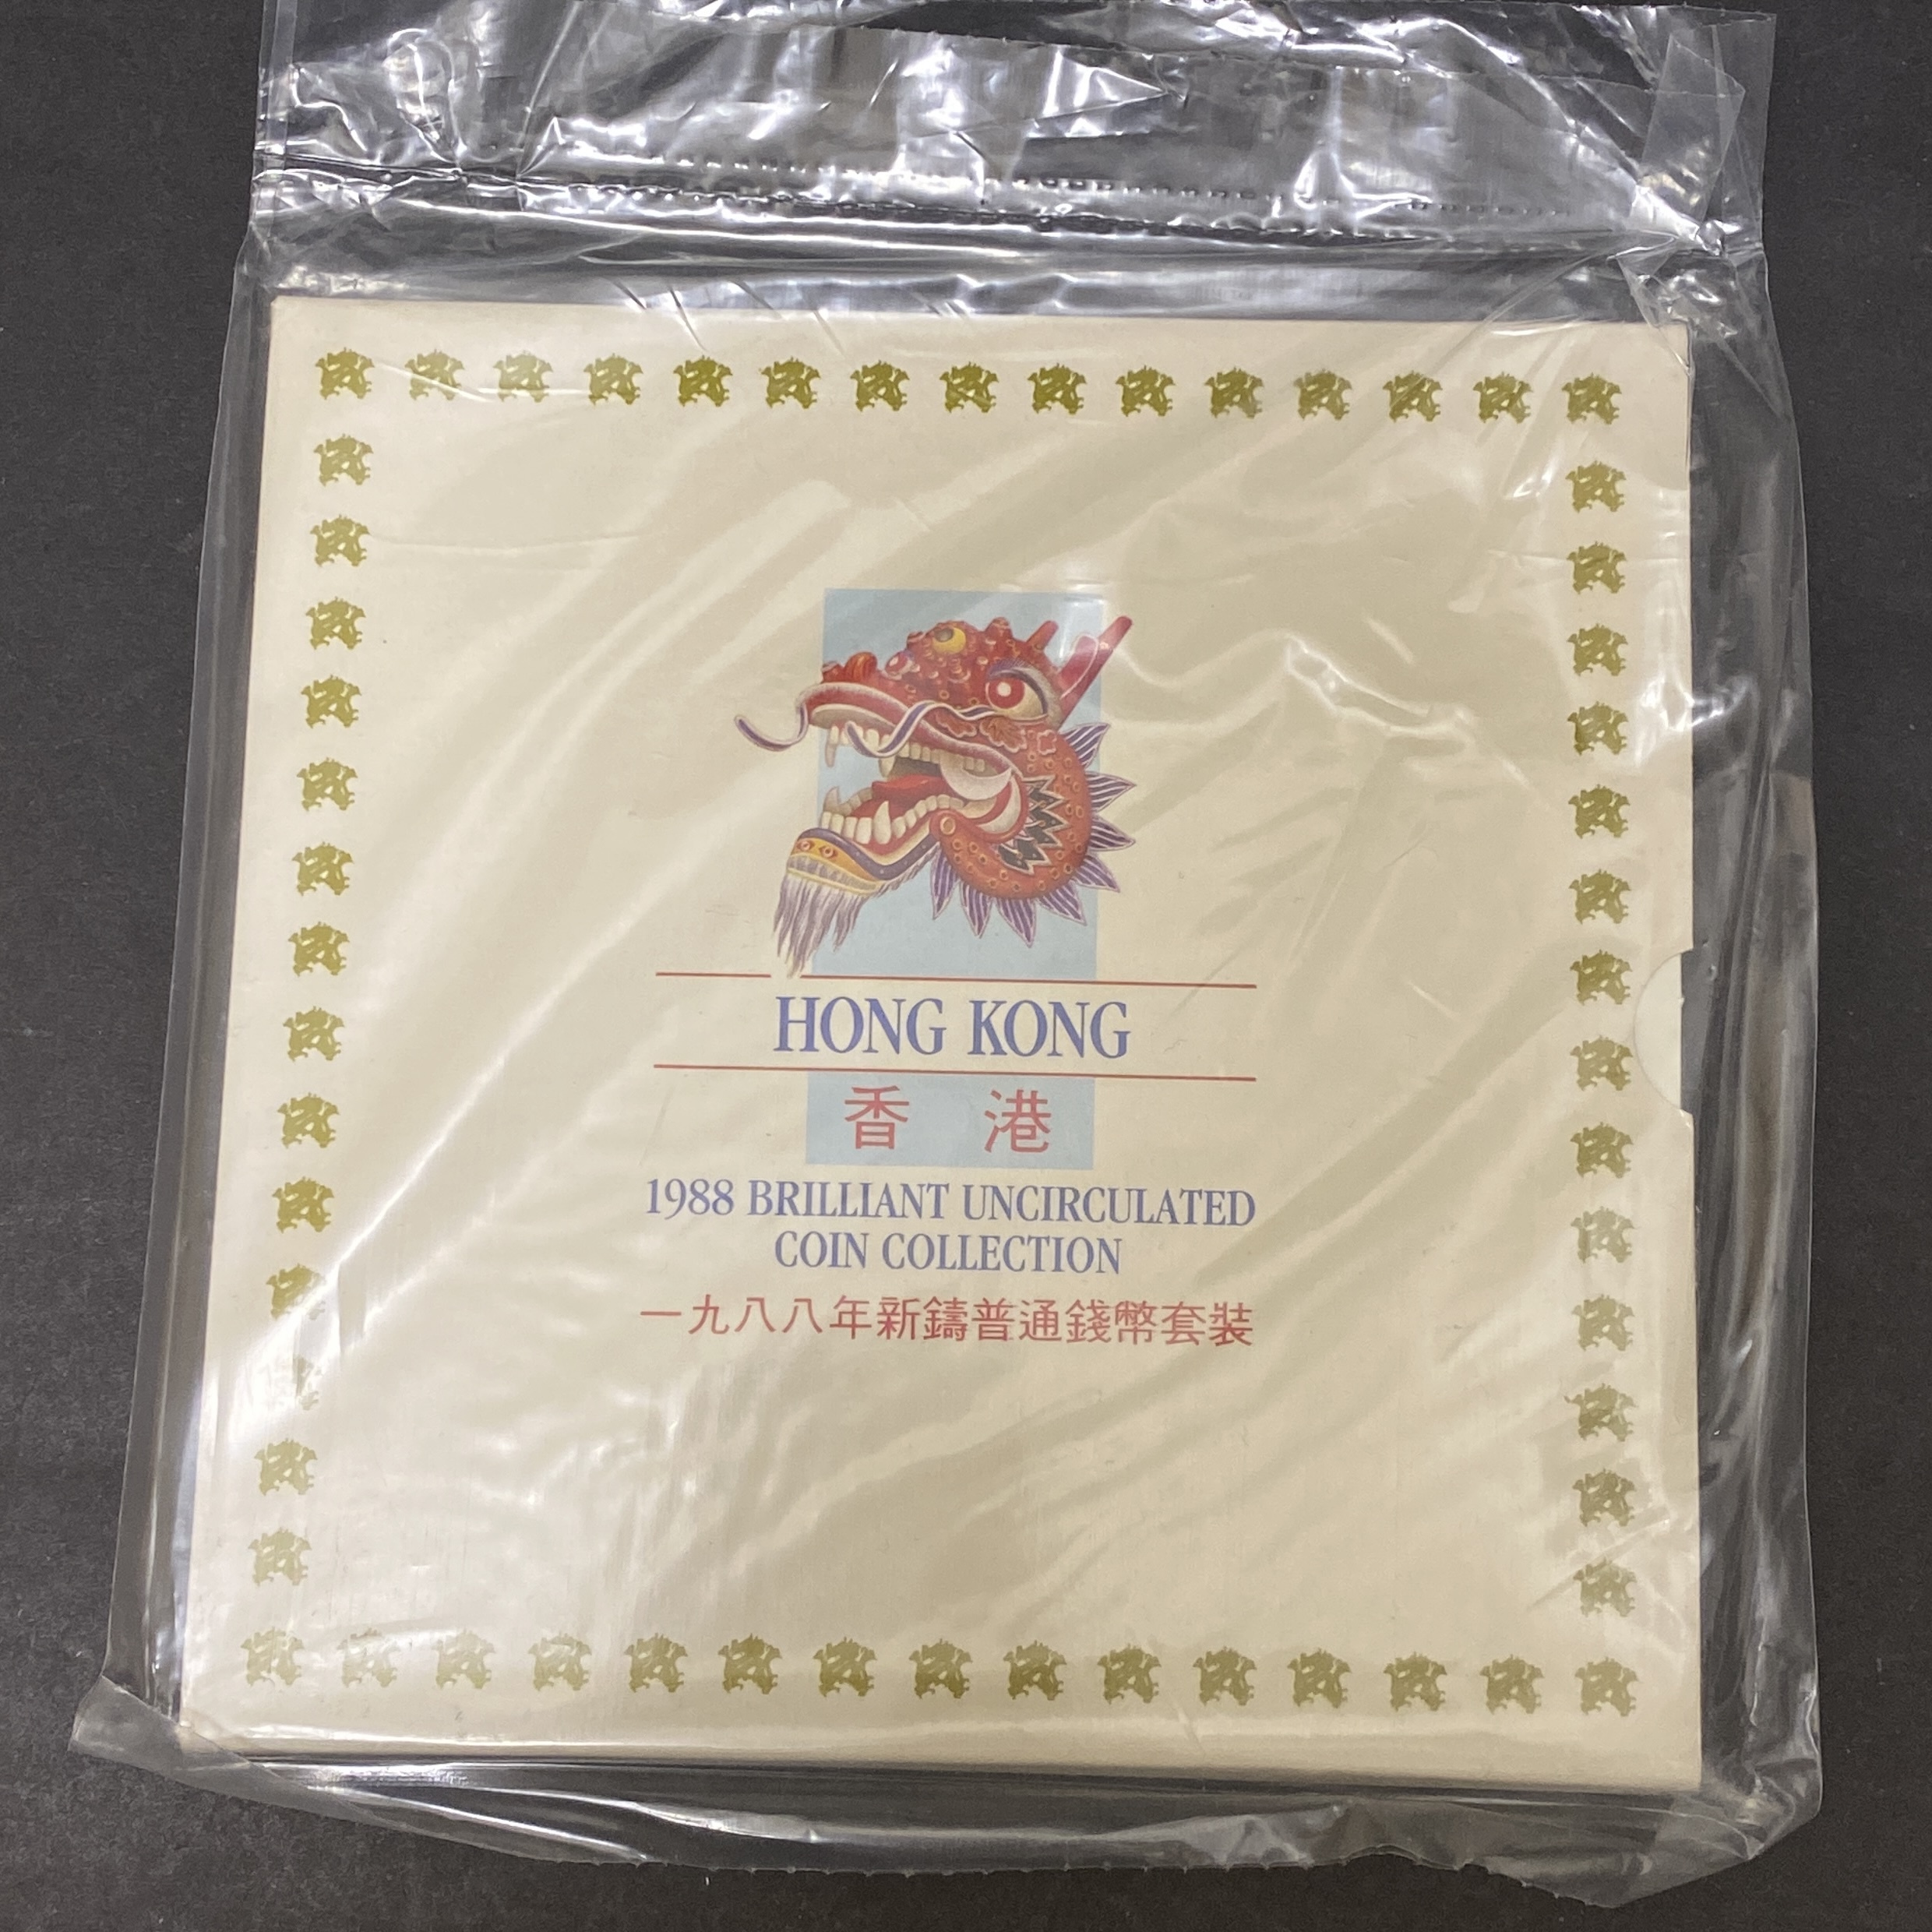 HONG KONG
香 港
1988 BRILLIANT UNCIRCULATED
COIN COLLECTION
一九八八年新鑄普通錢幣套裝